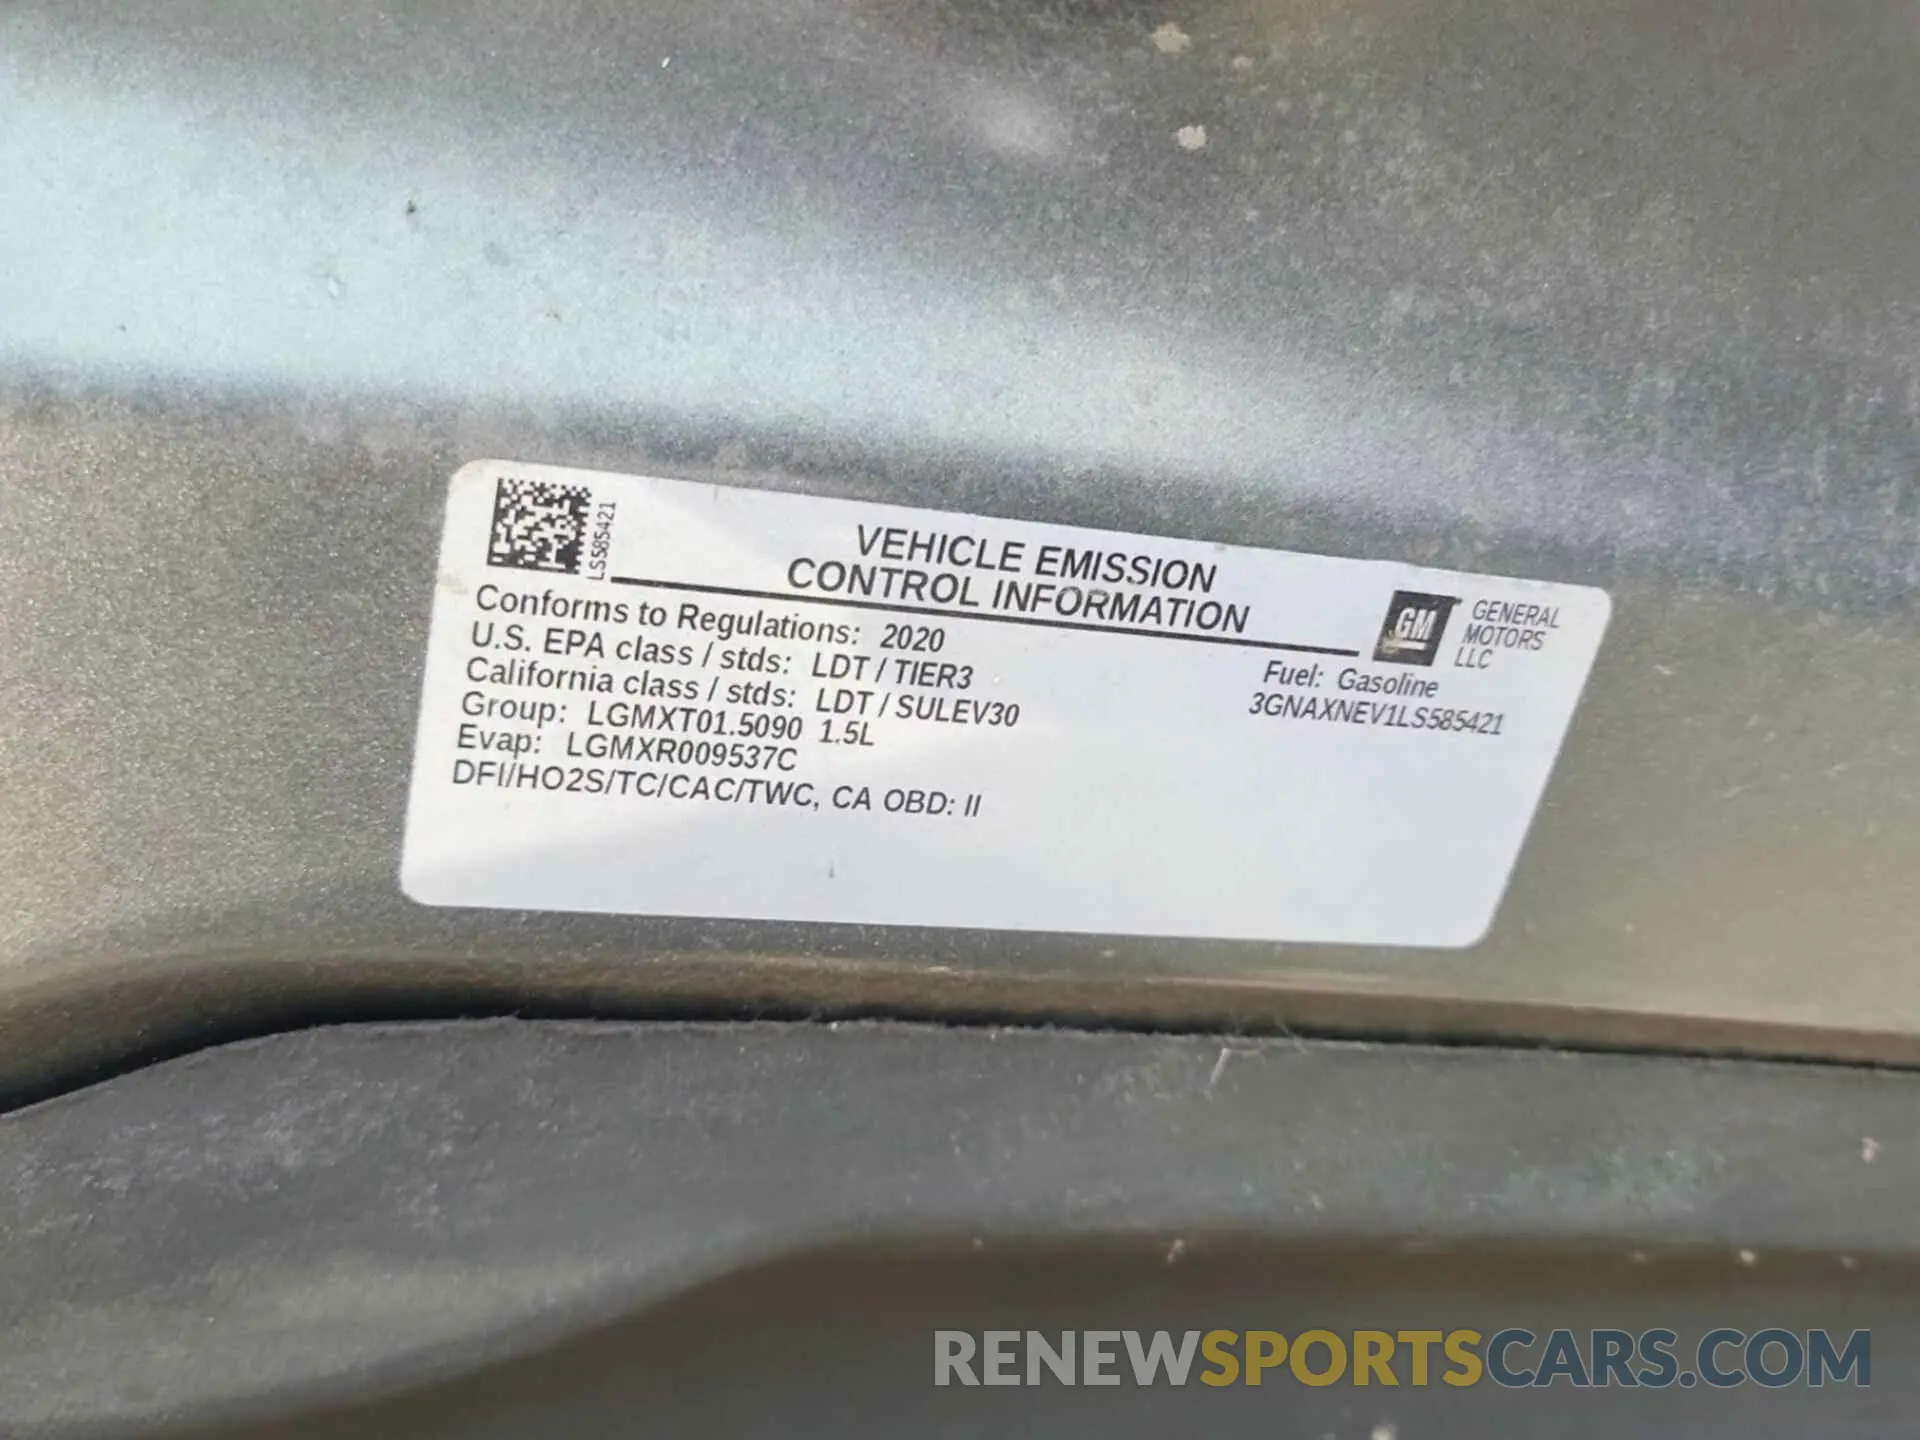 LS585421
VEHICLE EMISSION
CONTROL INFORMATION
GM
GENERAL
MOTORS
LLC
Conforms to Regulations: 2020
U.S. EPA class / stds: LDT / TIER3
California class / stds: LDT / SULEV30
Group: LGMXT01.5090 1.5L
Evap: LGMXR009537C
DFI/HO2S/TC/CAC/TWC, CA OBD: II
Fuel: Gasoline
3GNAXNEV1LS585421
RENEWSPORTSCARS.COM